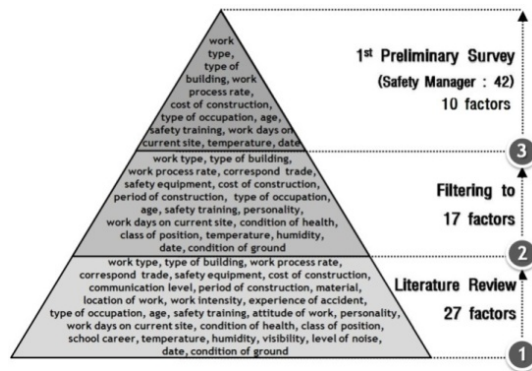 work
type,
type of
building, work
process rate,
cost of construction,
type of occupation, age,
safety training, work days on
current site, temperature, date
1st Preliminary Survey
(Safety Manager : 42)
10 factors
3
work type, type of building,
work process rate, correspond trade,
safety equipment, cost of construction,
period of construction, type of occupation,
age, safety training, personality,
work days on current site, condition of health,
class of position, temperature, humidity,
date, condition of ground
Filtering to
17 factors
2
work type, type of building, work process rate,
correspond trade, safety equipment, cost of construction,
communication level, period of construction, material,
location of work, work intensity, experience of accident,
type of occupation, age, safety training, attitude of work, personality,
work days on current site, condition of health, class of position,
school career, temperature, humidity, visibility, level of noise,
date, condition of ground
Literature Review
27 factors
1